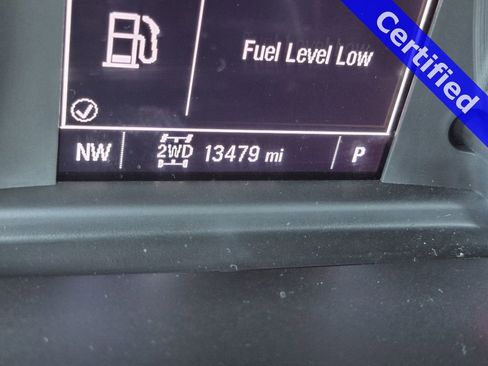 Certified
Fuel Level Low
NW 2WD 13479 mi P